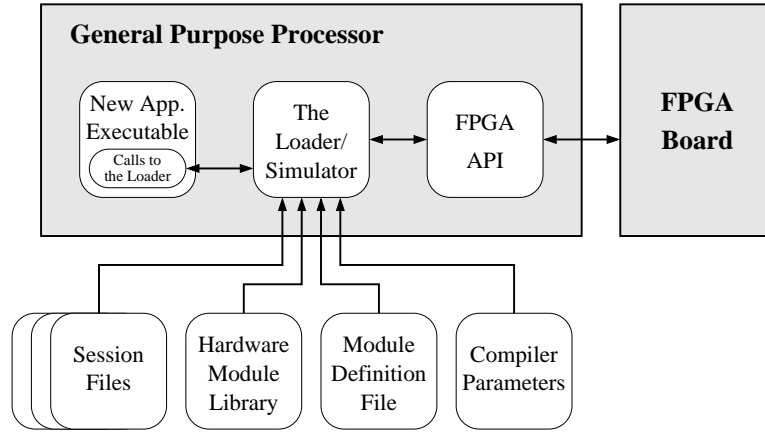 General Purpose Processor
New App.
Executable
Calls to
the Loader
The
Loader/
Simulator
FPGA
API
FPGA
Board
Session
Files
Hardware
Module
Library
Module
Definition
File
Compiler
Parameters